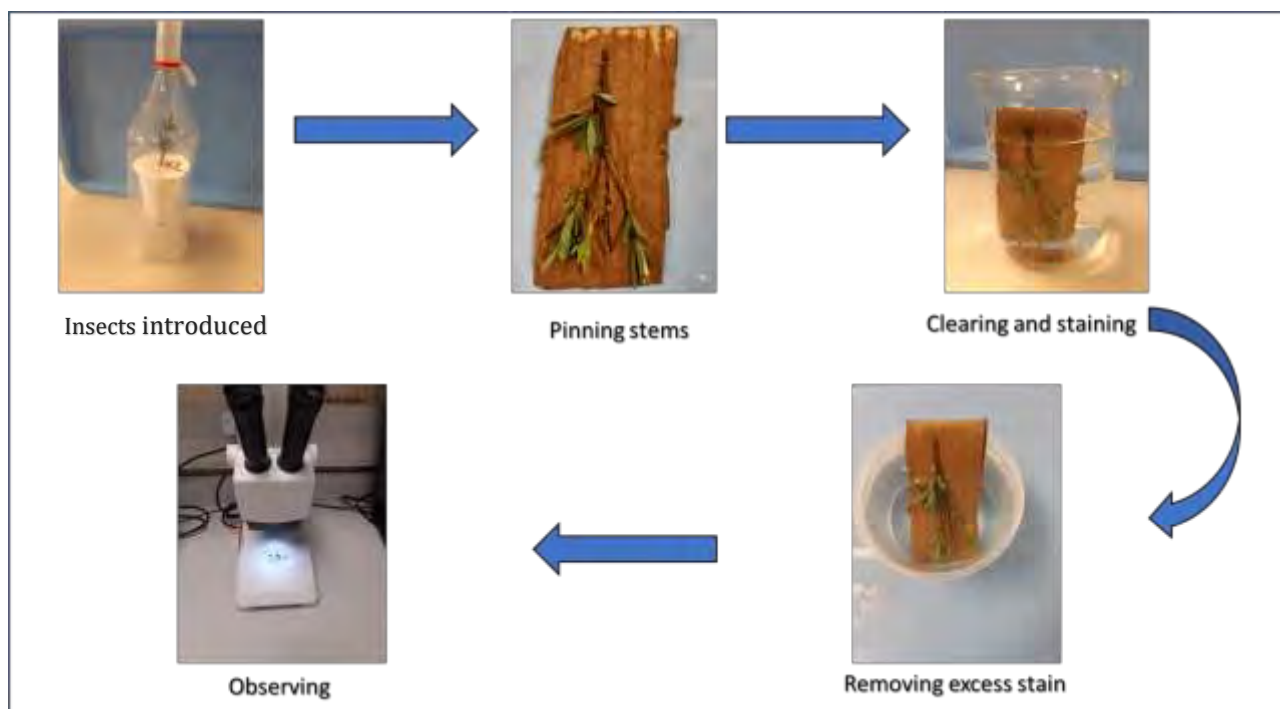 Insects introduced
Pinning stems
Clearing and staining
Removing excess stain
Observing